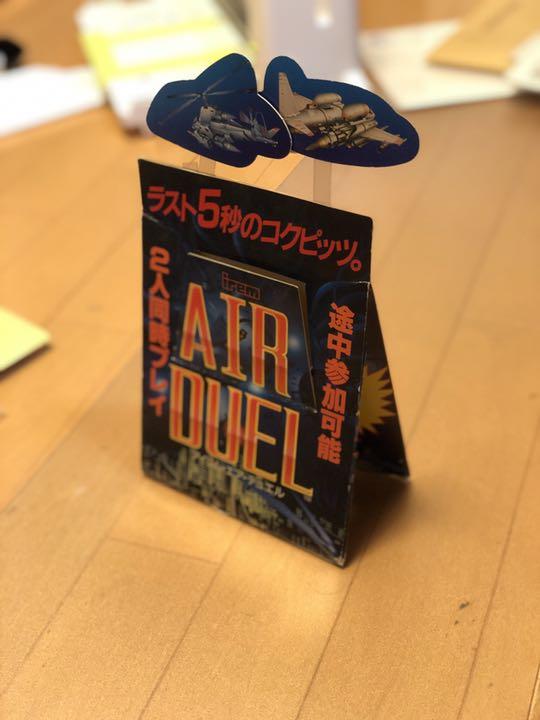 ラスト5秒のコクピッツ。
2人同時プレイ
irem
AIR
DUEL
途中参加可能